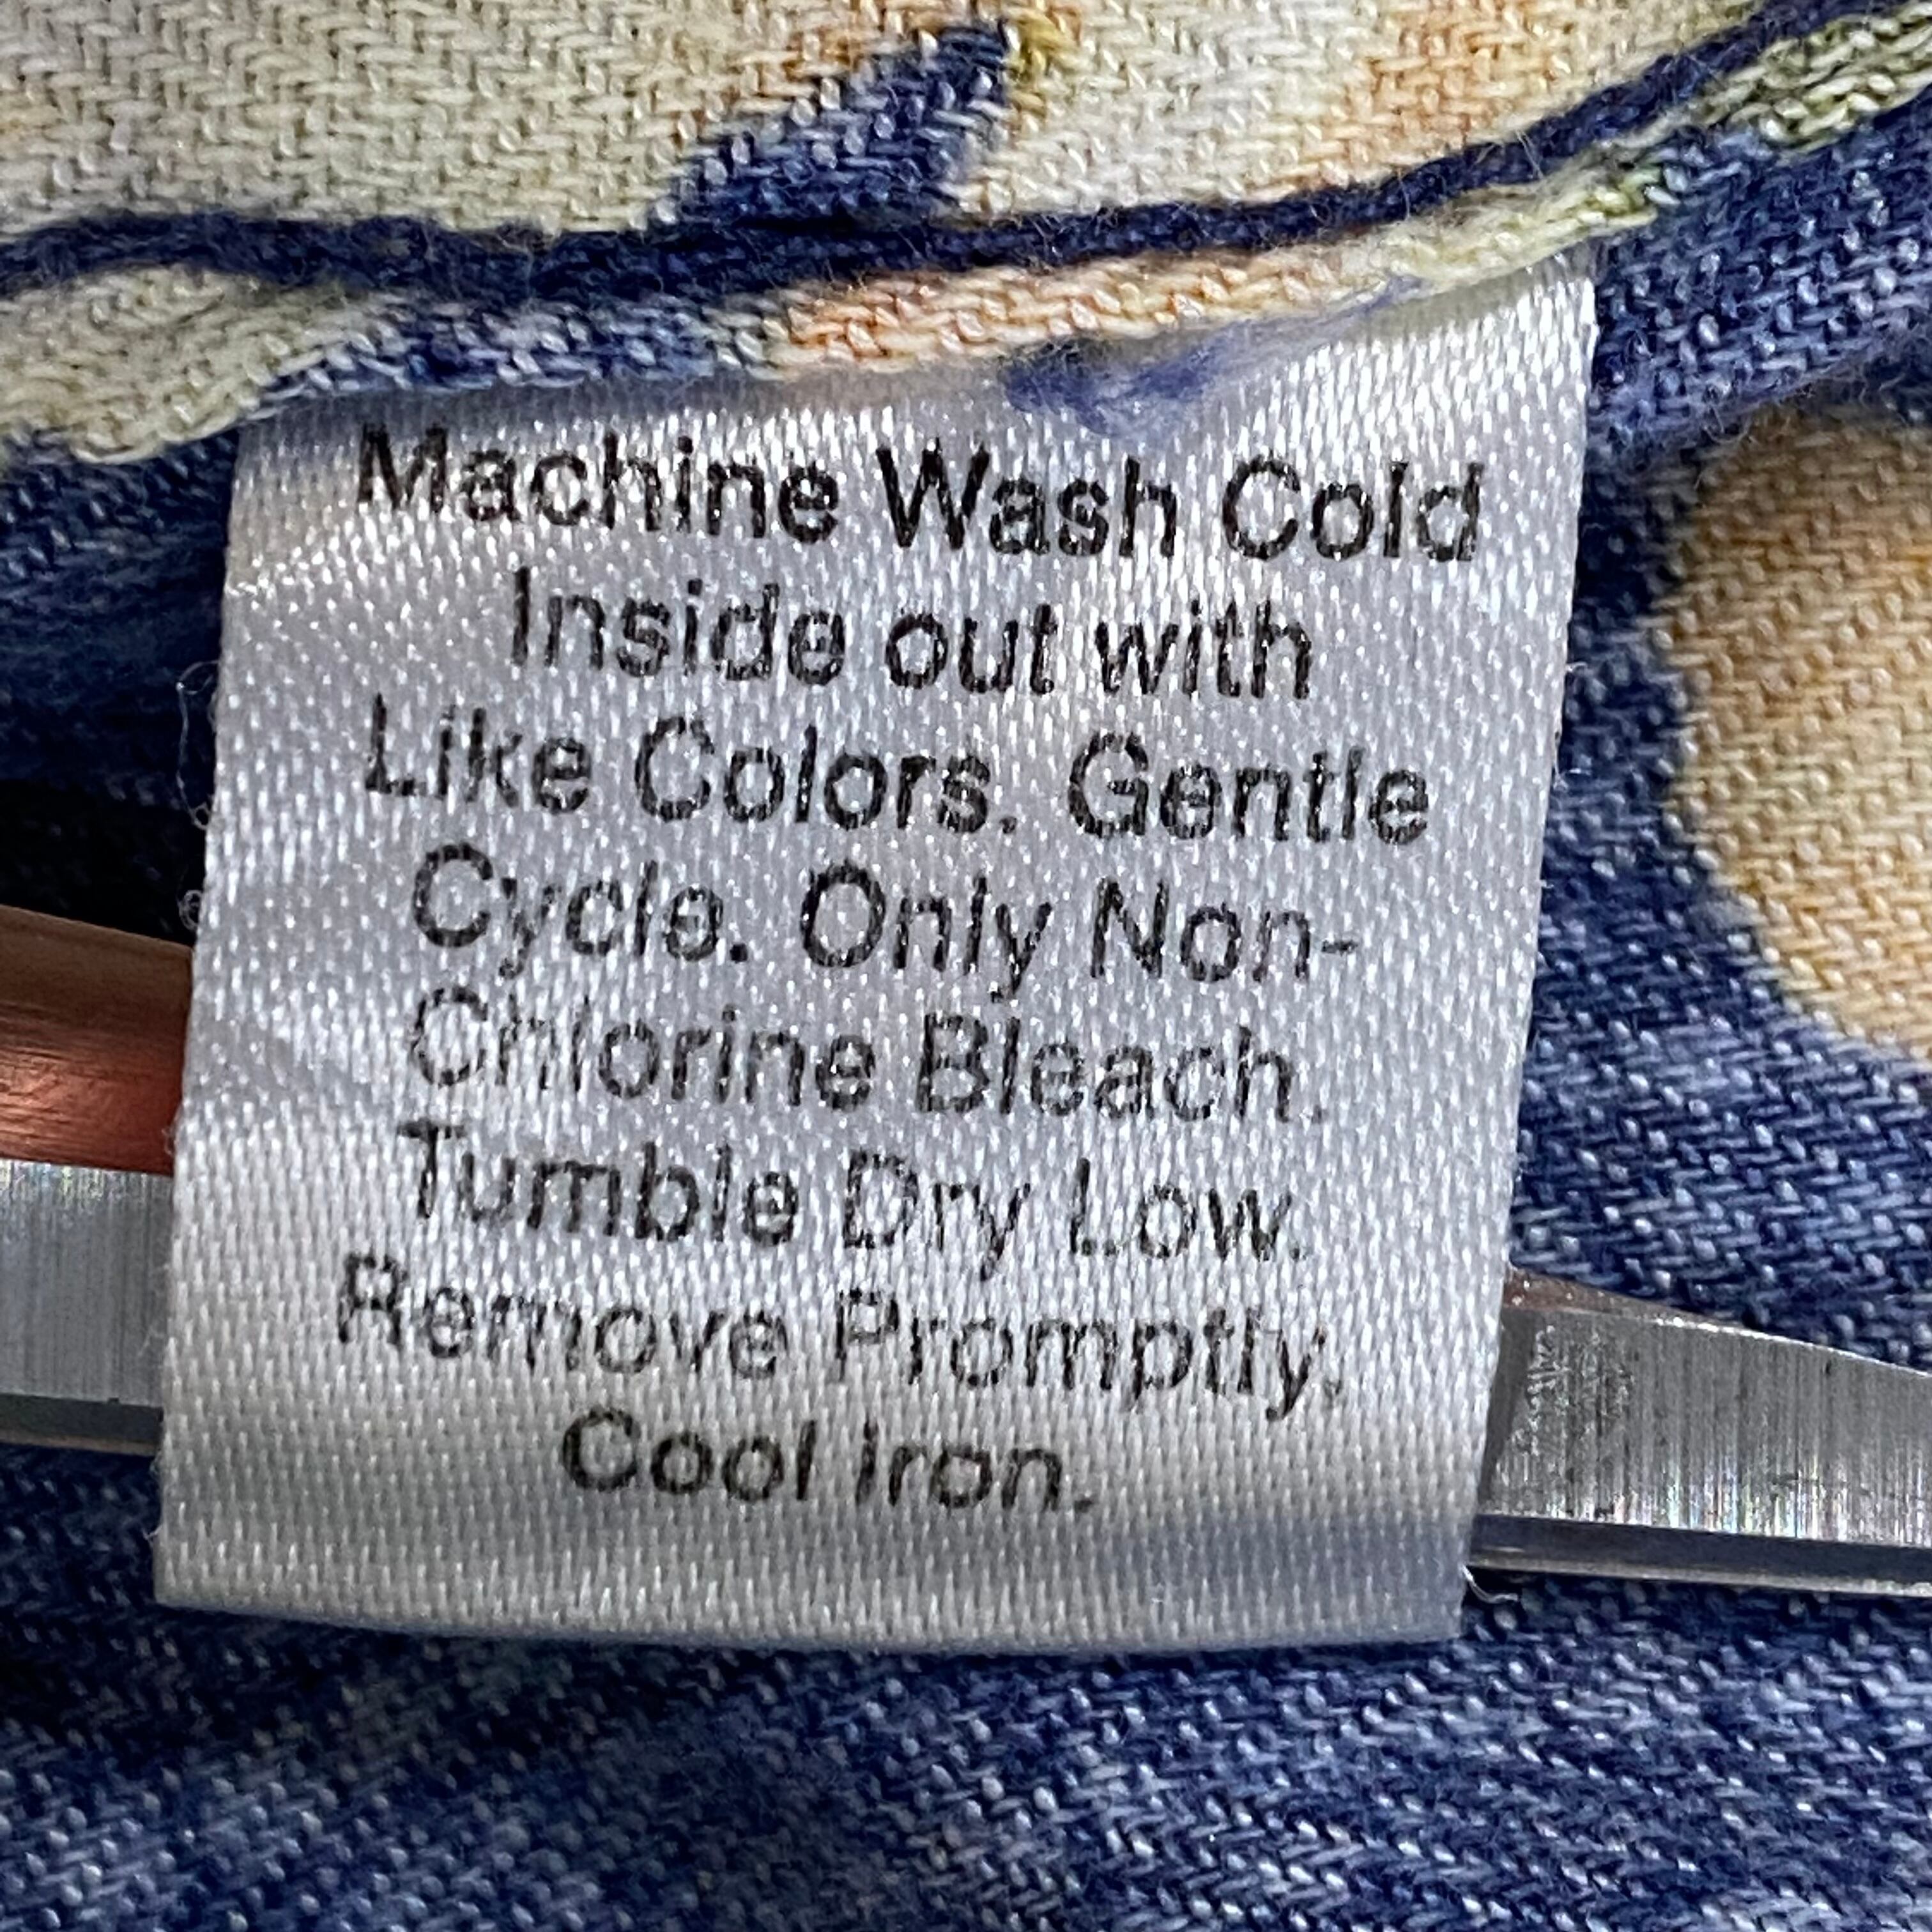 Machine Wash Cold
Inside out with
Like Colors. Gentle
Cycle. Only Non-
Chlorine Bleach.
Tumble Dry Low.
Remove Promptly.
Cool iron.